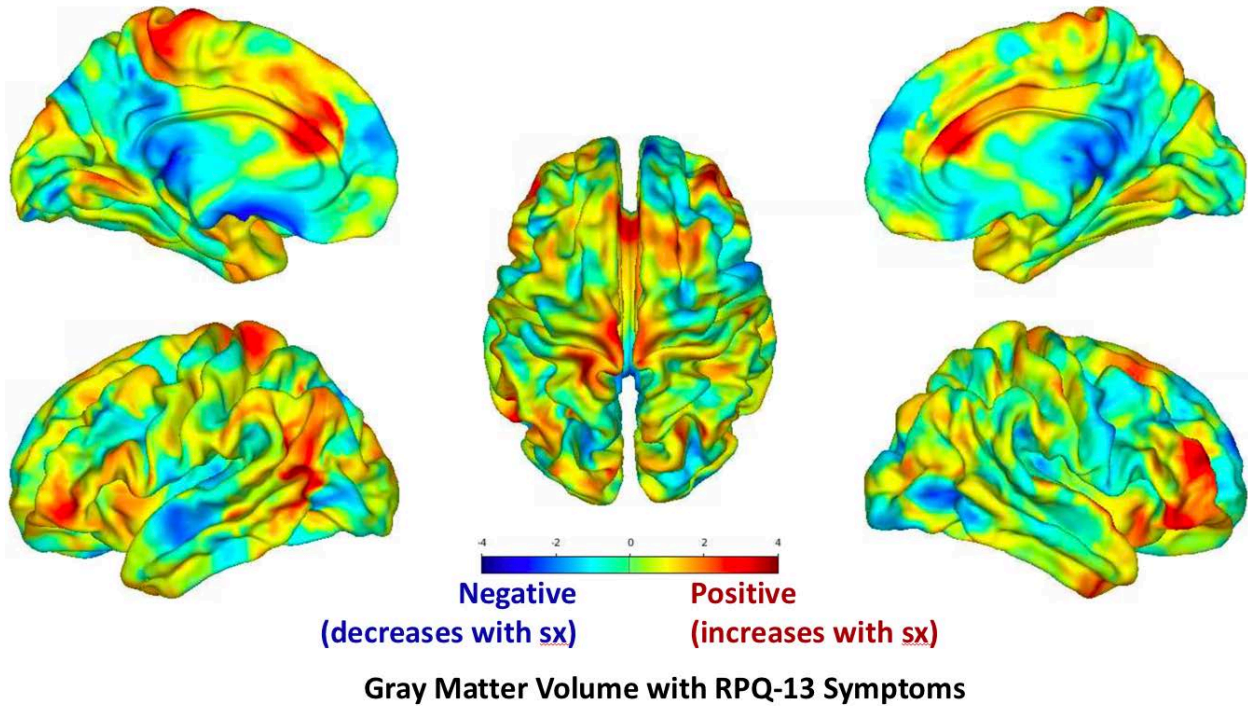 -4 -2 0 2 4
Negative Positive
(decreases with sx) (increases with sx)
Gray Matter Volume with RPQ-13 Symptoms